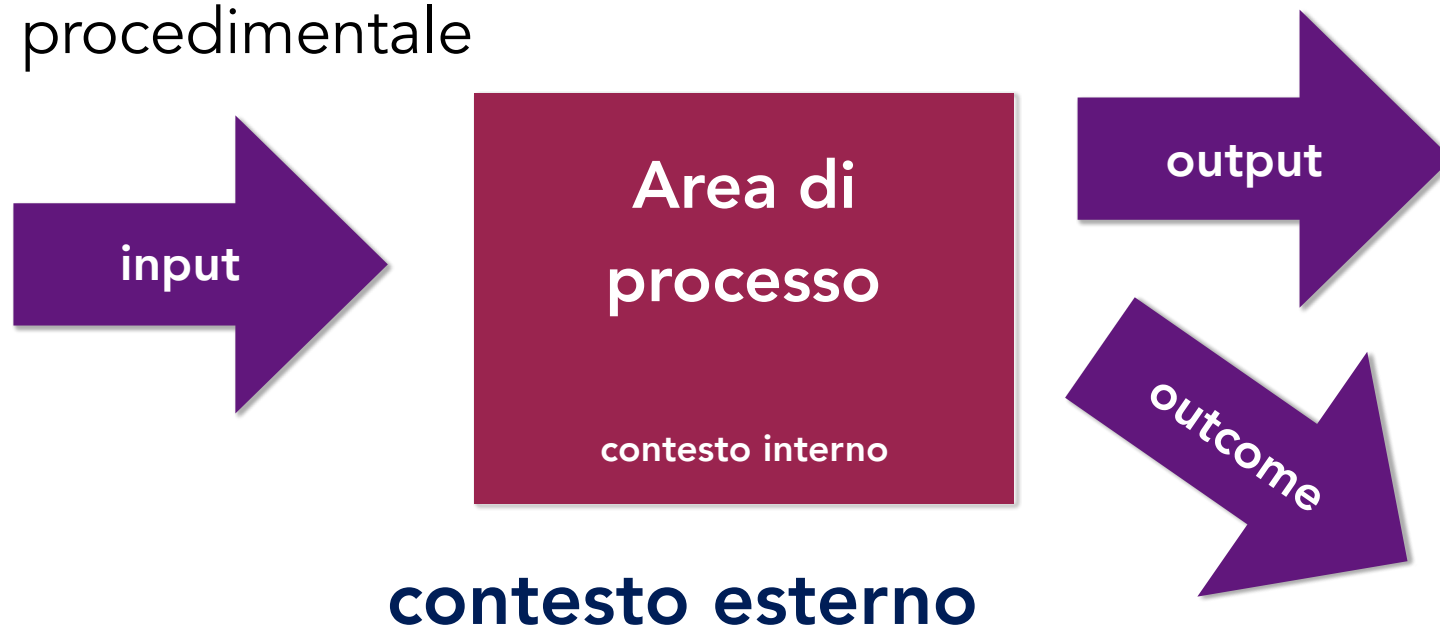 procedimentale
input
Area di
processo
contesto interno
output
outcome
contesto esterno